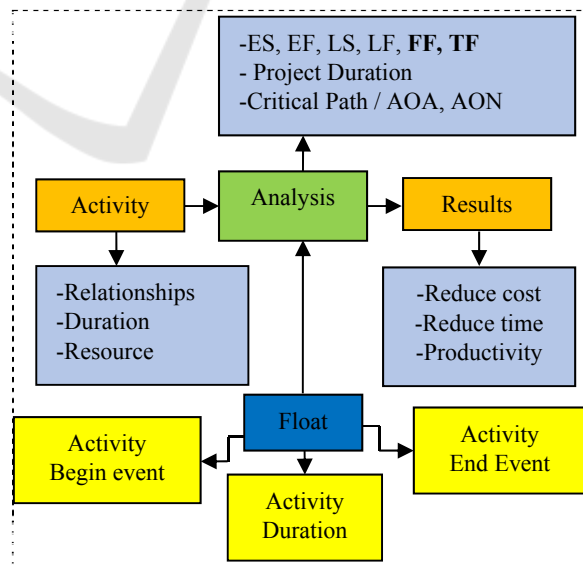 -ES, EF, LS, LF, FF, TF
- Project Duration
-Critical Path / AOA, AON
Activity
Analysis
Results
-Relationships
-Duration
-Resource
-Reduce cost
-Reduce time
-Productivity
Float
Activity
Begin event
Activity
Duration
Activity
End Event